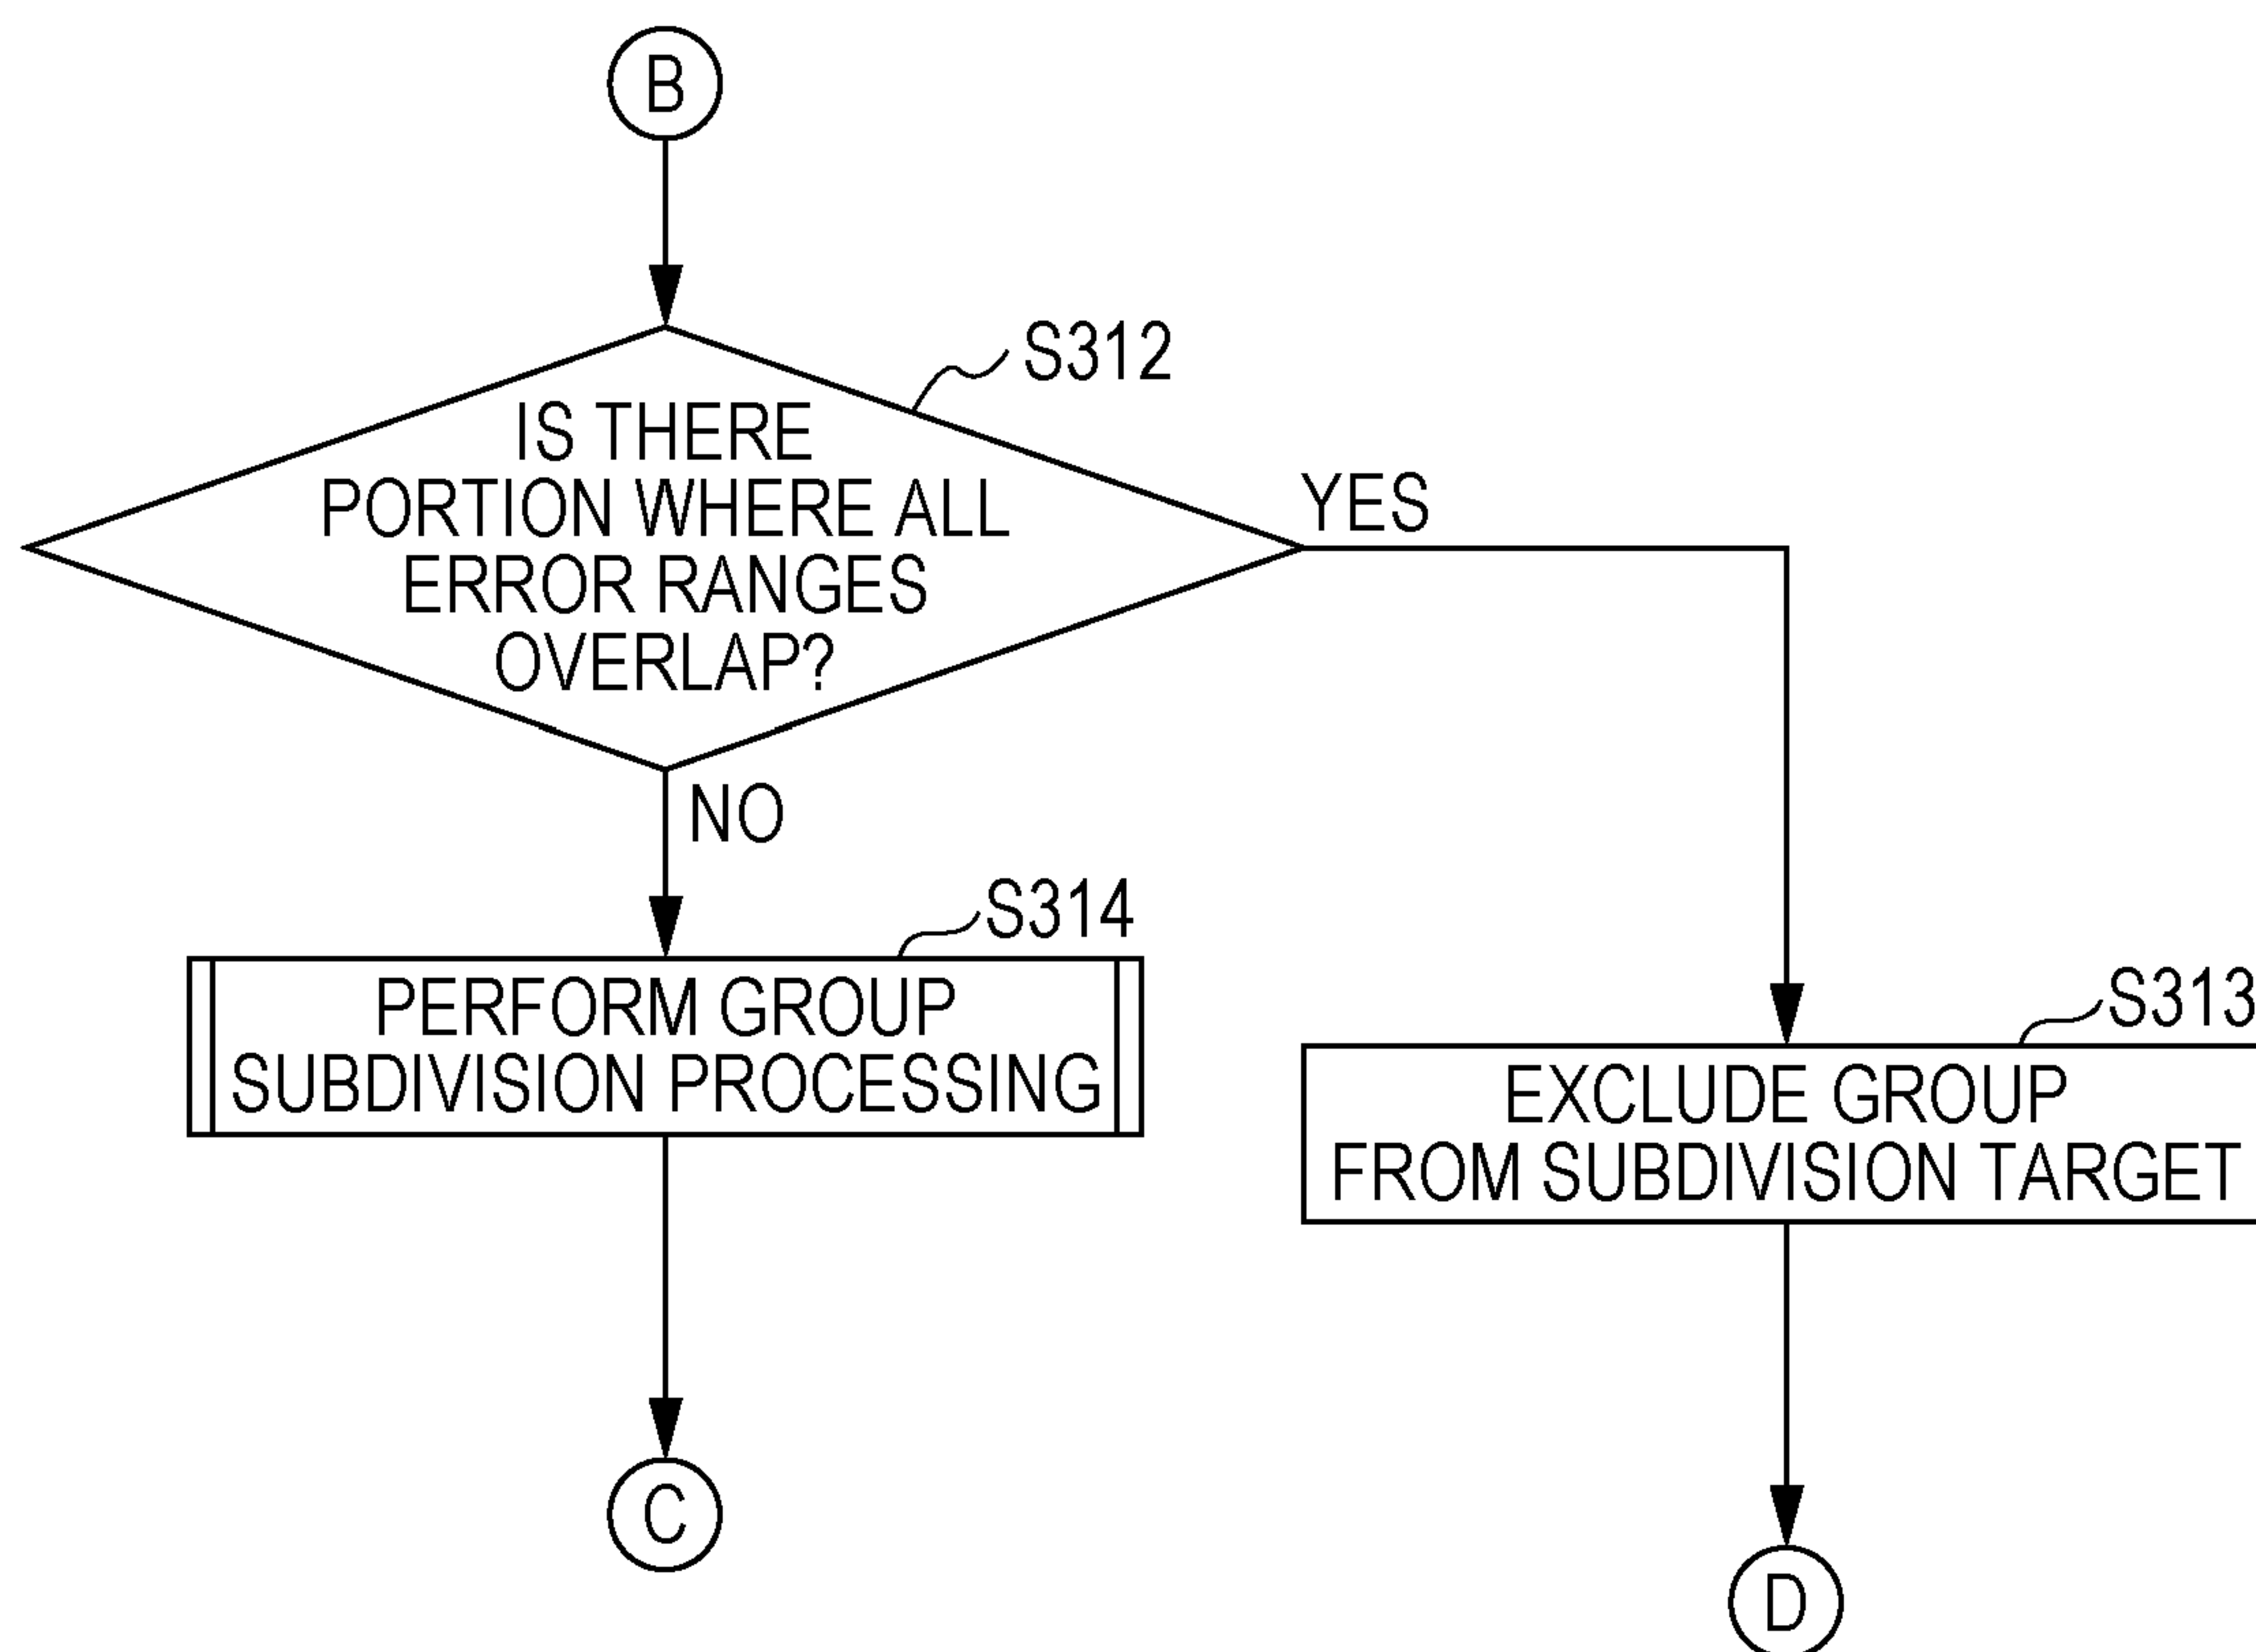 B
S312
IS THERE
PORTION WHERE ALL
ERROR RANGES
OVERLAP?
YES
NO
S314
PERFORM GROUP
SUBDIVISION PROCESSING
S313
EXCLUDE GROUP
FROM SUBDIVISION TARGET
C
D